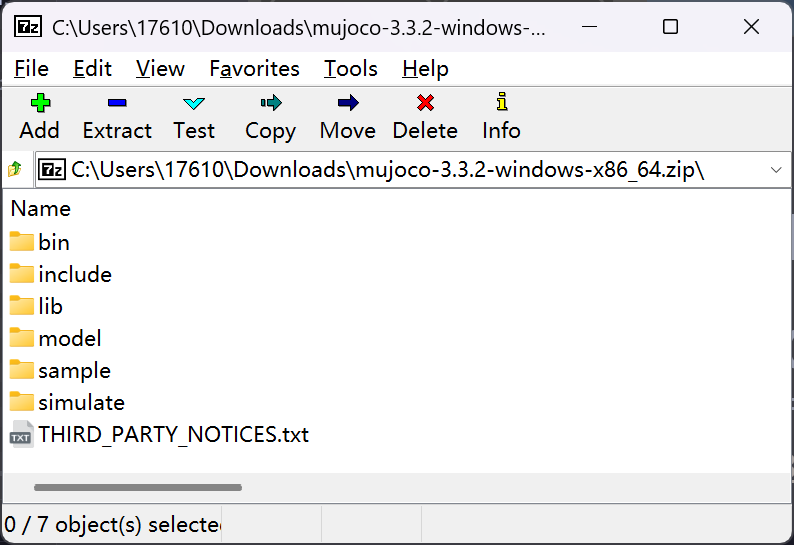 7z C:\Users\17610\Downloads\mujoco-3.3.2-windows-...
File Edit View Favorites Tools Help
Add Extract Test Copy Move Delete Info
7z C:\Users\17610\Downloads\mujoco-3.3.2-windows-x86_64.zip\
Name
bin
include
lib
model
sample
simulate
TXT THIRD_PARTY_NOTICES.txt
0 / 7 object(s) selected